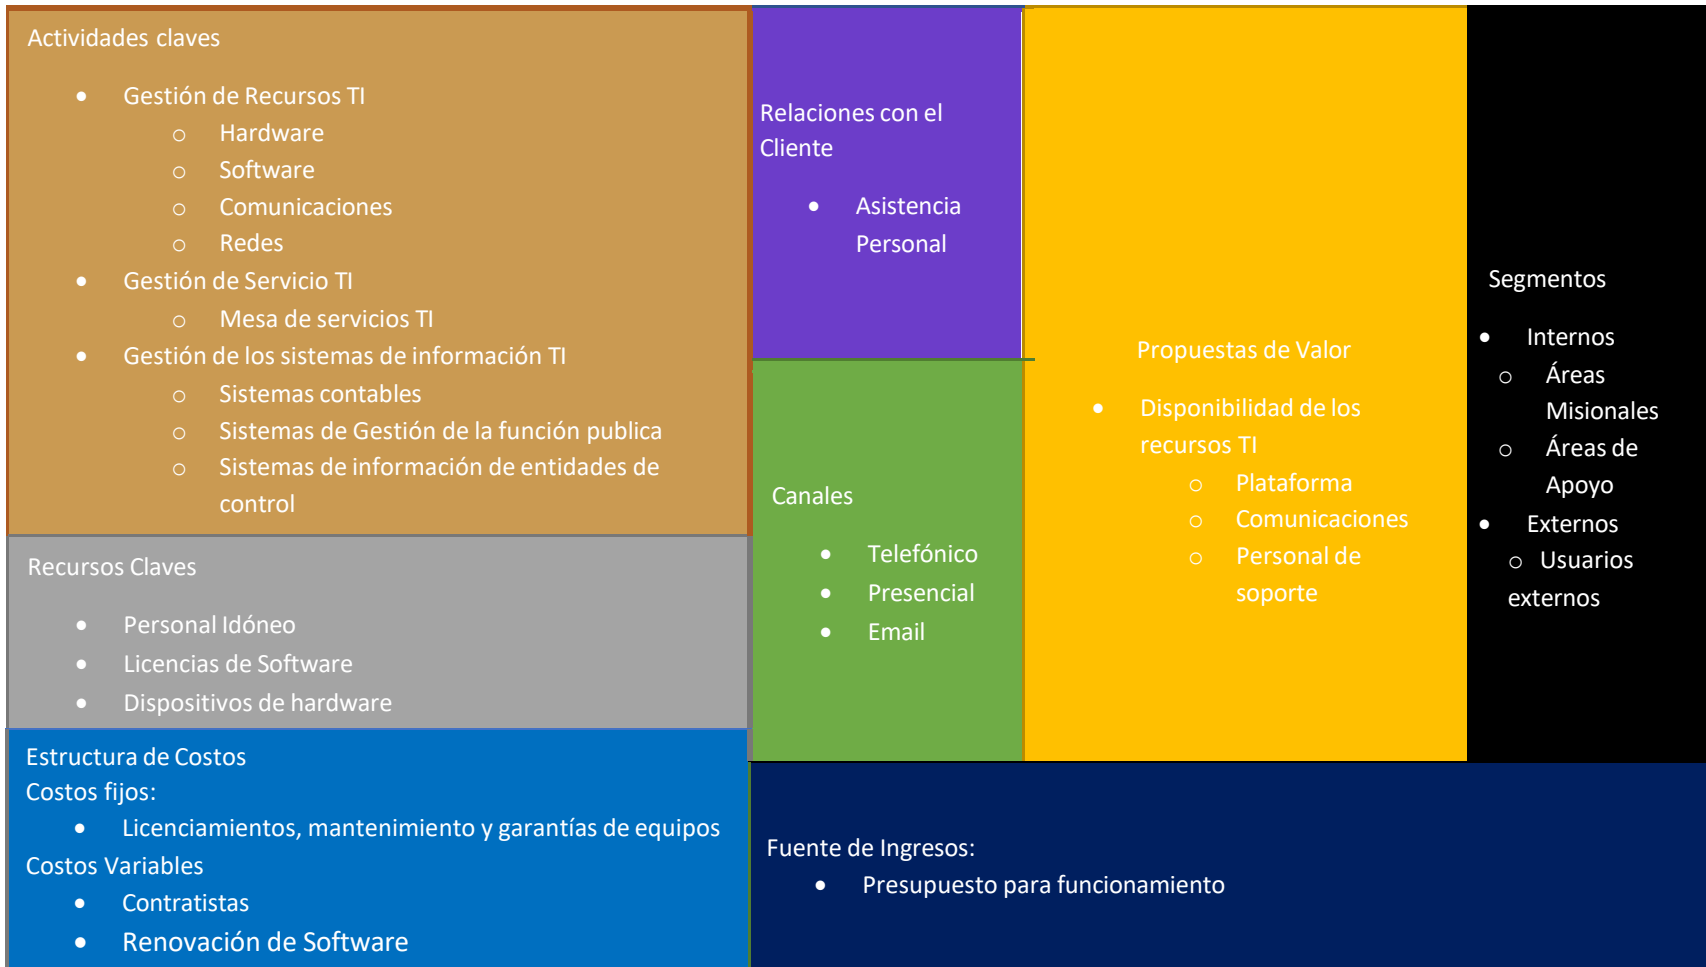 Actividades claves
• Gestión de Recursos TI
o Hardware
o Software
o Comunicaciones
o Redes
• Gestión de Servicio TI
o Mesa de servicios TI
• Gestión de los sistemas de información TI
o Sistemas contables
o Sistemas de Gestión de la función publica
o Sistemas de información de entidades de
control
Recursos Claves
• Personal Idóneo
• Licencias de Software
• Dispositivos de hardware
Estructura de Costos
Costos fijos:
• Licenciamientos, mantenimiento y garantías de equipos
Costos Variables
• Contratistas
• Renovación de Software
Relaciones con el
Cliente
• Asistencia
Personal
Canales
• Telefónico
• Presencial
• Email
Propuestas de Valor
• Disponibilidad de los
recursos TI
o Plataforma
o Comunicaciones
o Personal de
soporte
Segmentos
• Internos
o Áreas
Misionales
o Áreas de
Apoyo
• Externos
o Usuarios
externos
Fuente de Ingresos:
• Presupuesto para funcionamiento